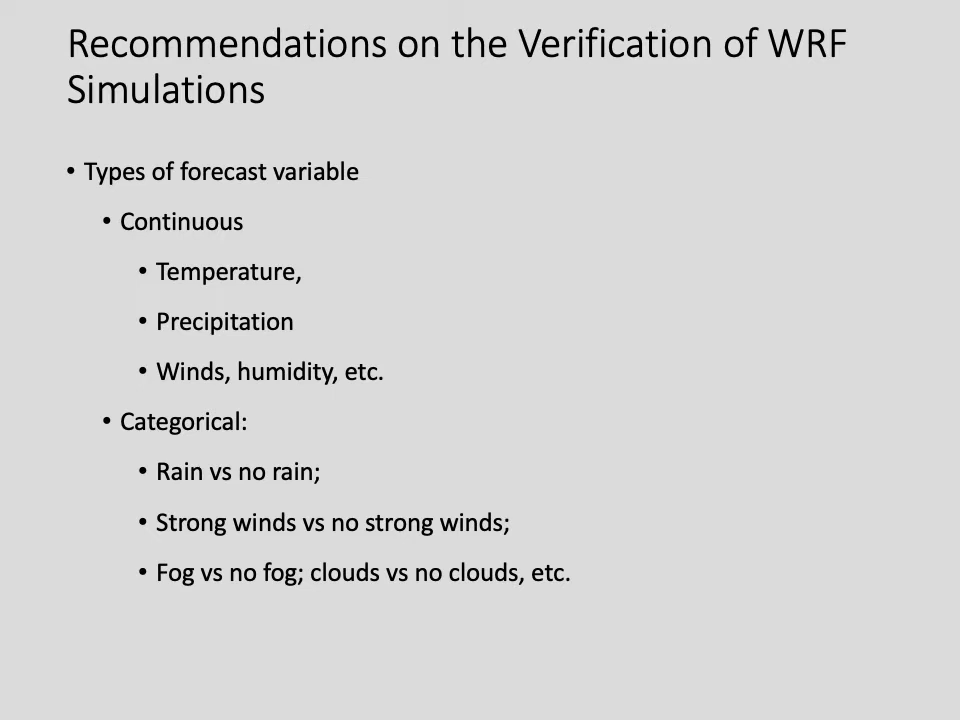 Recommendations on the Verification of WRF
Simulations
• Types of forecast variable
• Continuous
• Temperature,
• Precipitation
• Winds, humidity, etc.
• Categorical:
• Rain vs no rain;
• Strong winds vs no strong winds;
• Fog vs no fog; clouds vs no clouds, etc.